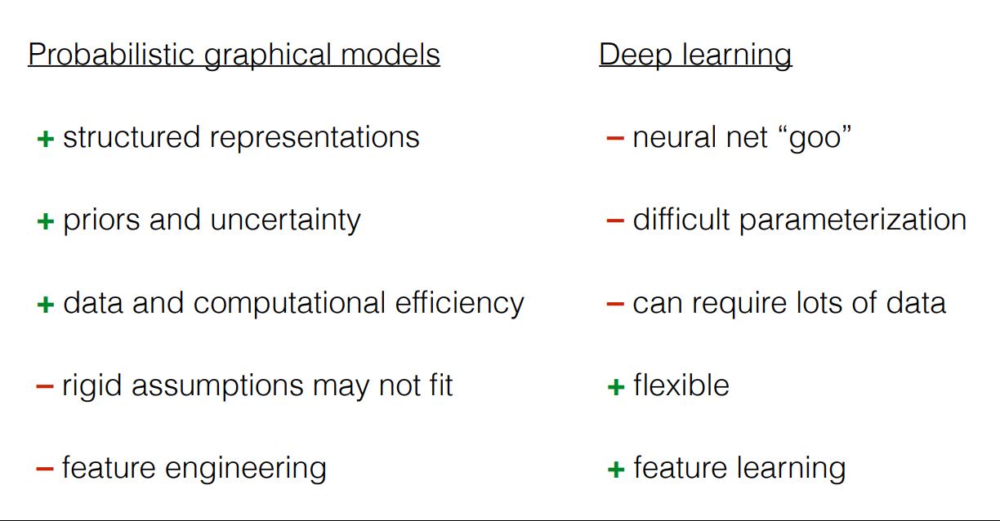 Probabilistic graphical models
+ structured representations
+ priors and uncertainty
+ data and computational efficiency
– rigid assumptions may not fit
– feature engineering
Deep learning
– neural net “goo”
– difficult parameterization
– can require lots of data
+ flexible
+ feature learning